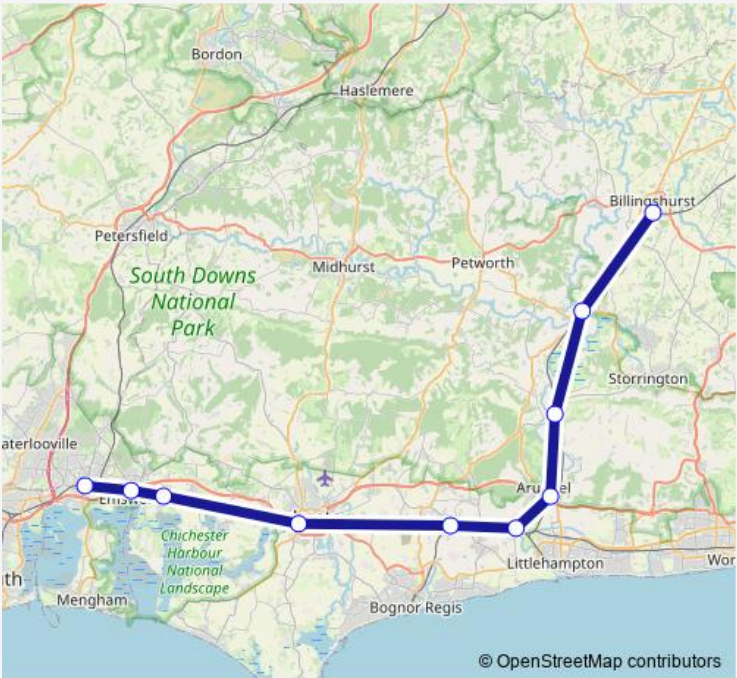 Bordon
Haslemere
Billingshurst
Petersfield
Midhurst
Petworth
South Downs
National
Park
Storrington
aterlooville
Chichester
Harbour
National
Landscape
Littlehampton
Wor
th
Mengham
Bognor Regis
© OpenStreetMap contributors